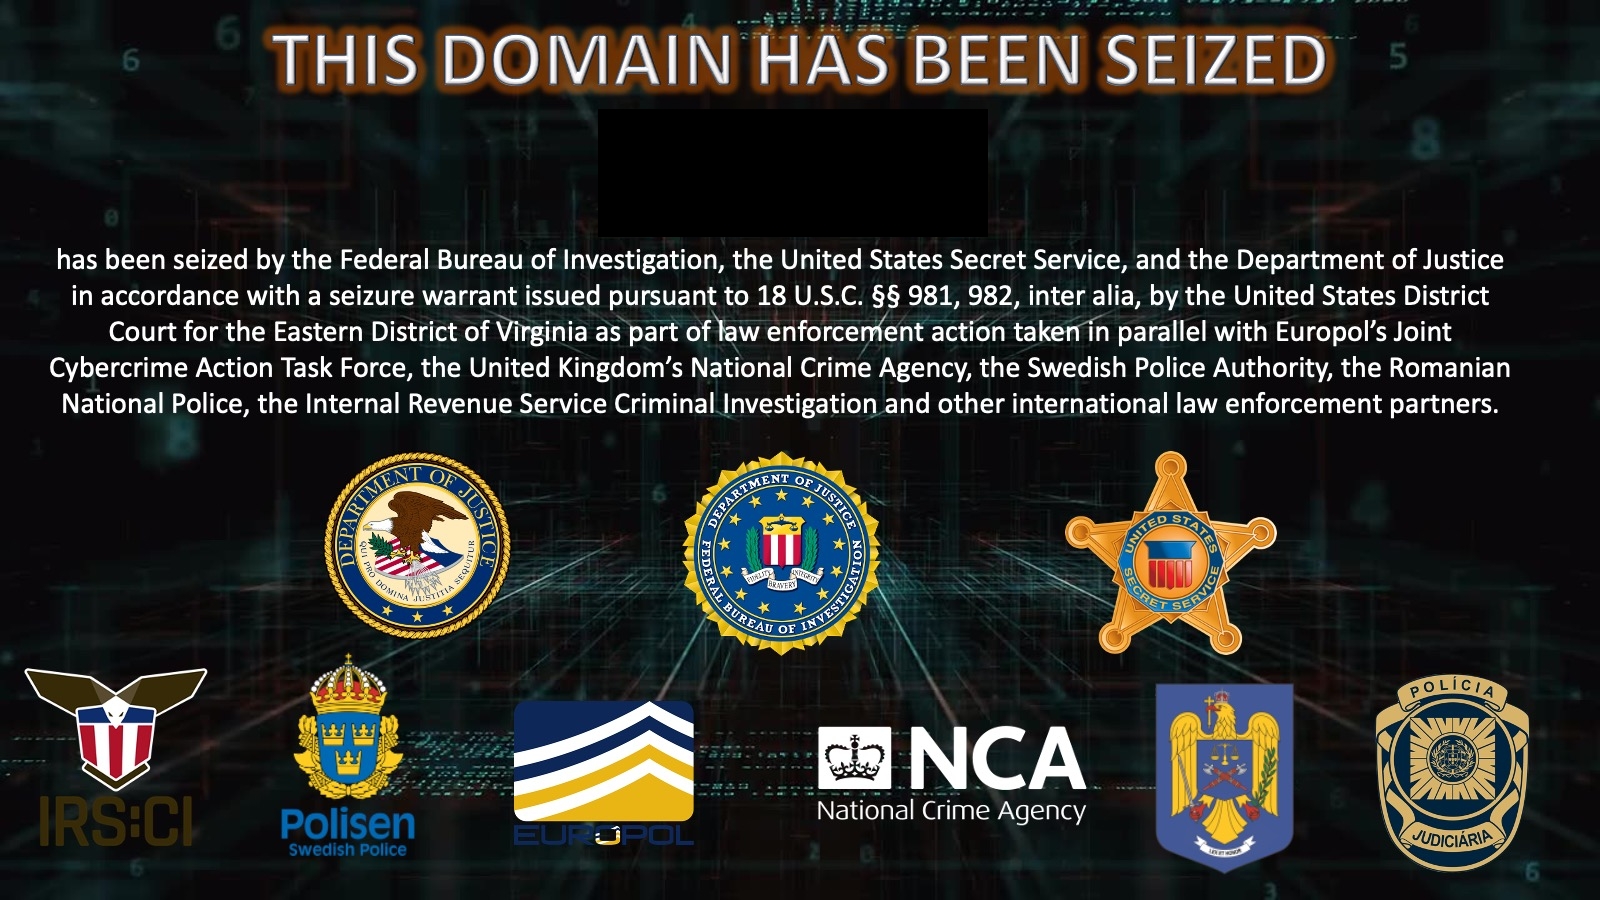 THIS DOMAIN HAS BEEN SEIZED
has been seized by the Federal Bureau of Investigation, the United States Secret Service, and the Department of Justice
in accordance with a seizure warrant issued pursuant to 18 U.S.C. §§ 981, 982, inter alia, by the United States District
Court for the Eastern District of Virginia as part of law enforcement action taken in parallel with Europol’s Joint
Cybercrime Action Task Force, the United Kingdom’s National Crime Agency, the Swedish Police Authority, the Romanian
National Police, the Internal Revenue Service Criminal Investigation and other international law enforcement partners.
DEPARTMENT OF JUSTICE
QUI PRO DOMINA JUSTITIA SEQUITUR
DEPARTMENT OF JUSTICE
FIDELITY BRAVERY INTEGRITY
FEDERAL BUREAU OF INVESTIGATION
UNITED STATES
SECRET SERVICE
IRS:CI
Polisen
Swedish Police
EUROPOL
NCA
National Crime Agency
LEX ET HONOR
POLÍCIA
JUDICIÁRIA